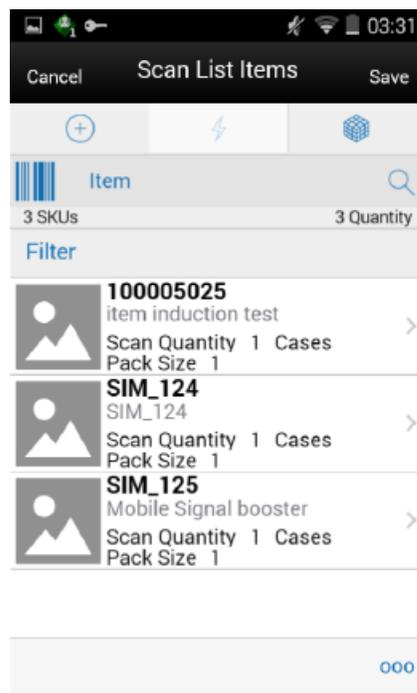 1 03:31
Cancel Scan List Items Save
Item
3 SKUs 3 Quantity
Filter
100005025
item induction test
Scan Quantity 1 Cases
Pack Size 1
SIM_124
SIM_124
Scan Quantity 1 Cases
Pack Size 1
SIM_125
Mobile Signal booster
Scan Quantity 1 Cases
Pack Size 1
ooo